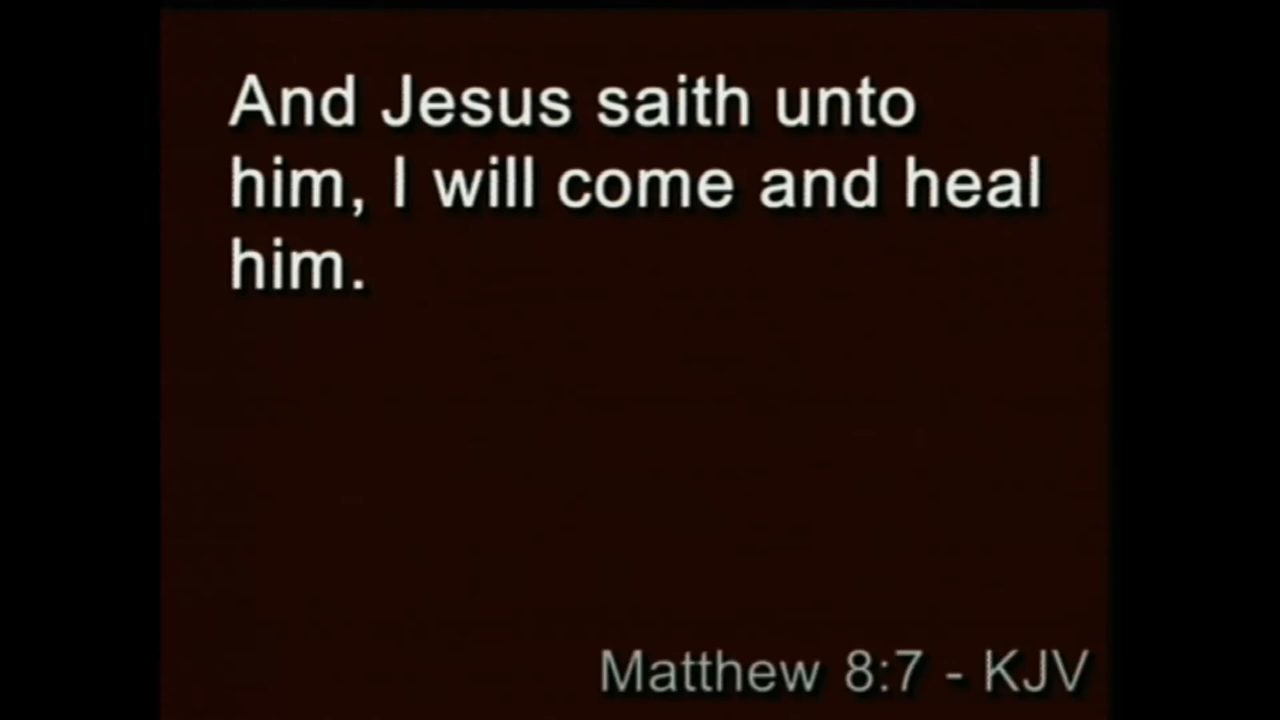 And Jesus saith unto
him, I will come and heal
him.
Matthew 8:7 - KJV